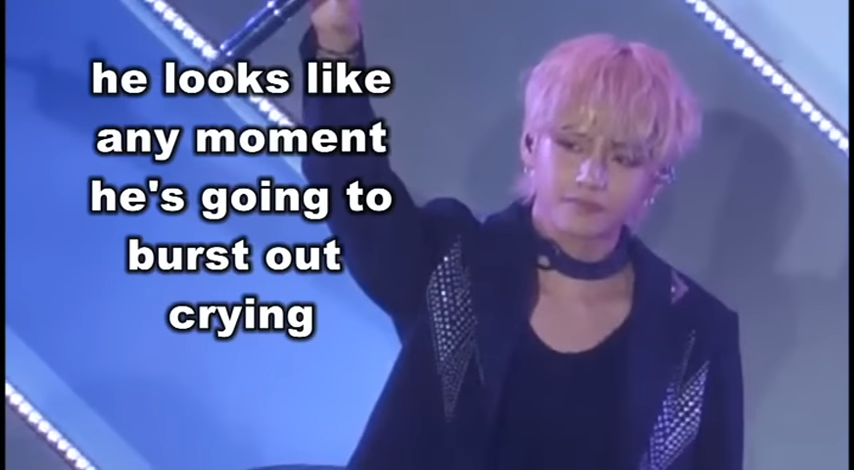 he looks like
any moment
he's going to
burst out
crying